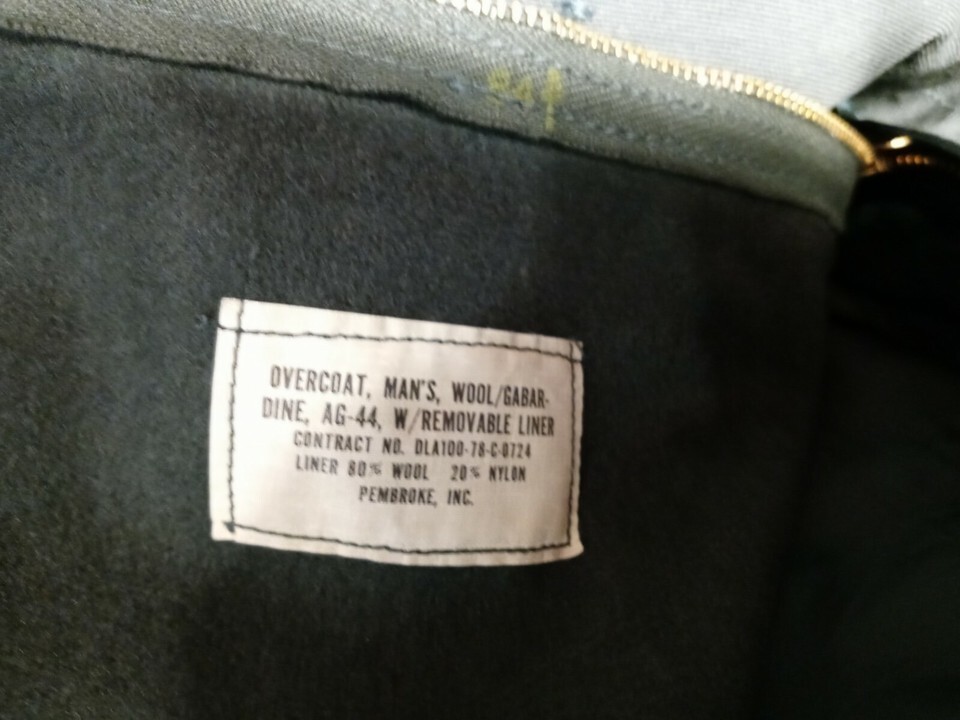 OVERCOAT, MAN'S, WOOL/GABAR-
DINE, AG-44, W/REMOVABLE LINER
CONTRACT NO. DLA100-78-C-0724
LINER 80% WOOL 20% NYLON
PEMBROKE, INC.